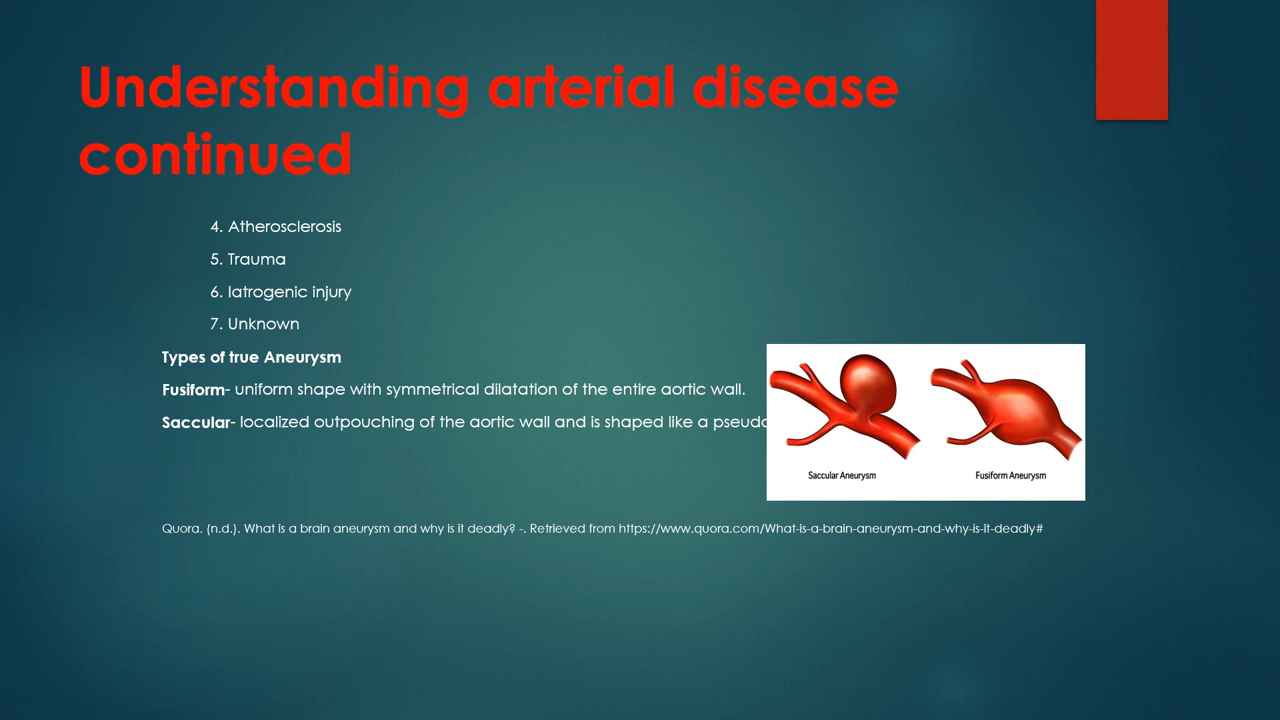 Understanding arterial disease
continued
4. Atherosclerosis
5. Trauma
6. Iatrogenic injury
7. Unknown
Types of true Aneurysm
Fusiform- uniform shape with symmetrical dilatation of the entire aortic wall.
Saccular- localized outpouching of the aortic wall and is shaped like a
Saccular Aneurysm
Fusiform Aneurysm
Quora. (n.d.). What is a brain aneurysm and why is it deadly? -. Retrieved from https://www.quora.com/What-is-a-brain-aneurysm-and-why-is-it-deadly#